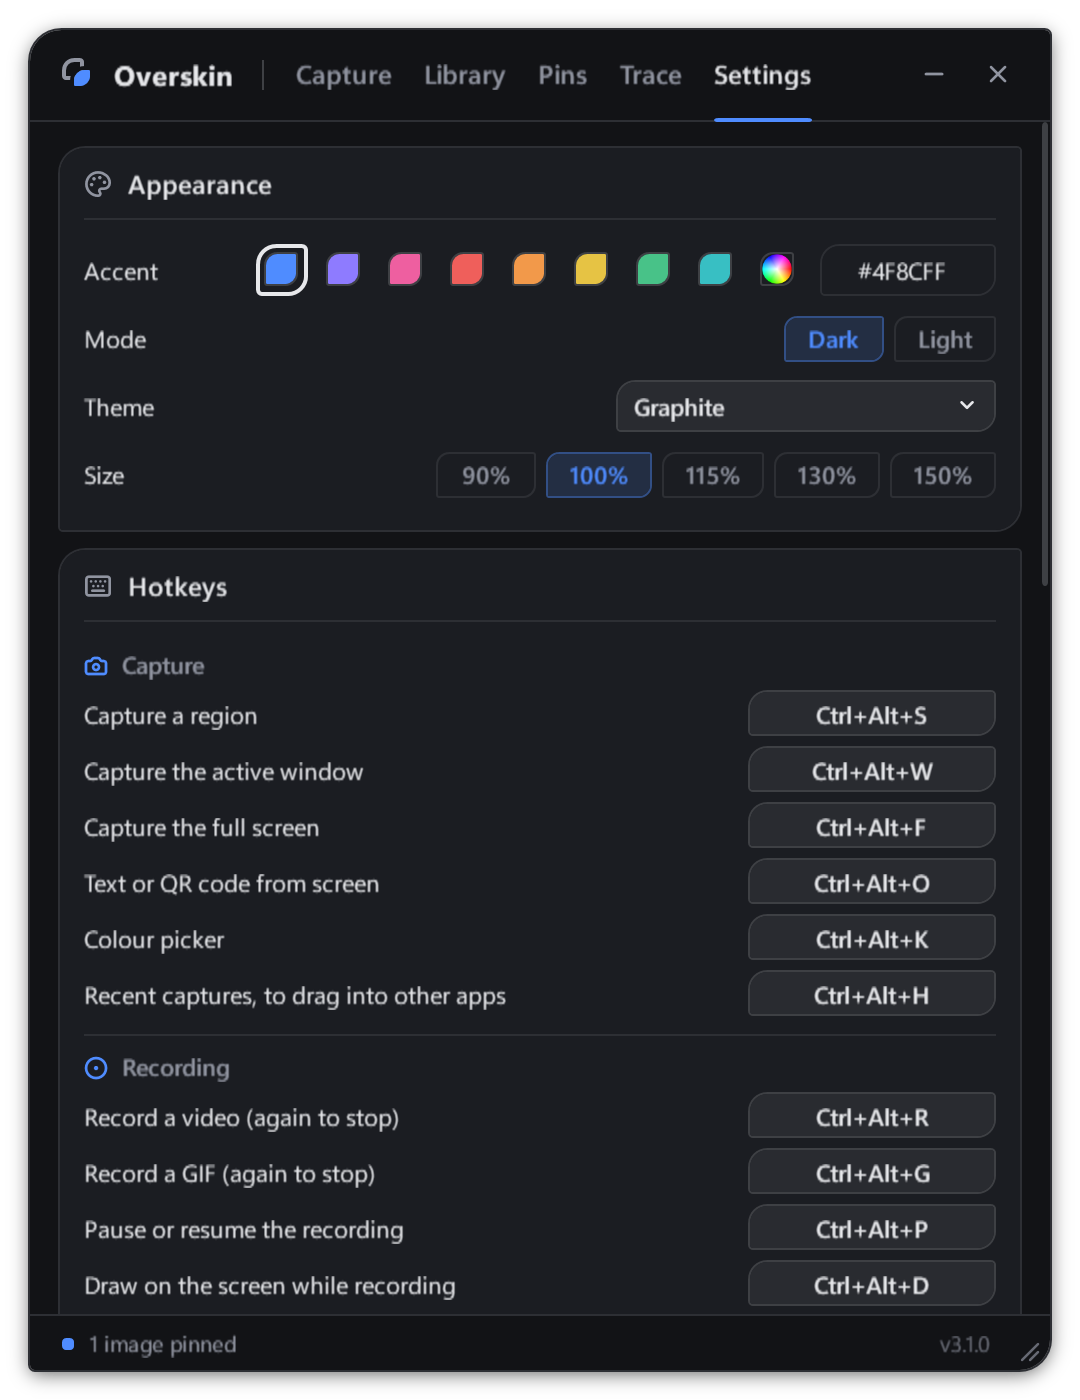 Overskin
Capture Library Pins Trace Settings
Appearance
Accent #4F8CFF
Mode Dark Light
Theme Graphite
Size 90% 100% 115% 130% 150%
Hotkeys
Capture
Capture a region Ctrl+Alt+S
Capture the active window Ctrl+Alt+W
Capture the full screen Ctrl+Alt+F
Text or QR code from screen Ctrl+Alt+O
Colour picker Ctrl+Alt+K
Recent captures, to drag into other apps Ctrl+Alt+H
Recording
Record a video (again to stop) Ctrl+Alt+R
Record a GIF (again to stop) Ctrl+Alt+G
Pause or resume the recording Ctrl+Alt+P
Draw on the screen while recording Ctrl+Alt+D
1 image pinned v3.1.0